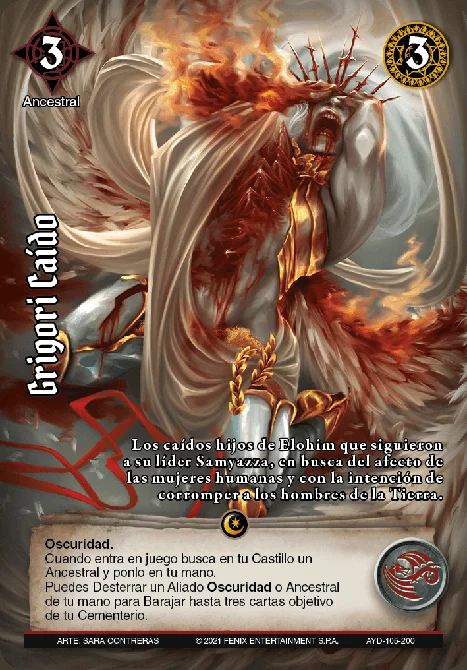 3
3
Ancestral
Grigori Caído
Los caídos hijos de Elohim que siguieron
a su líder Samyazza, en busca del afecto de
las mujeres humanas y con la intención de
corromper a los hombres de la Tierra.
Oscuridad.
Cuando entra en juego busca en tu Castillo un
Ancestral y ponlo en tu mano.
Puedes Desterrar un Aliado Oscuridad o Ancestral
de tu mano para Barajar hasta tres cartas objetivo
de tu Cementerio.
ARTE: SARA CONTRERAS © 2021 FENIX ENTERTAINMENT S.R.A. AYD-105-200